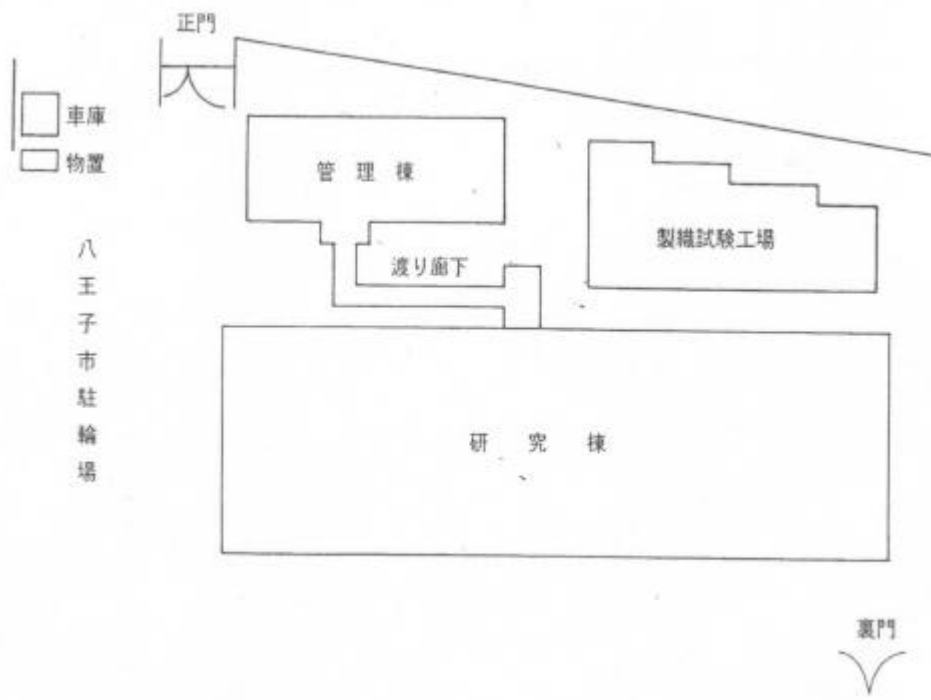 正門
車庫
物置
管理棟
製織試験工場
渡り廊下
八王子市駐輪場
研究棟
裏門